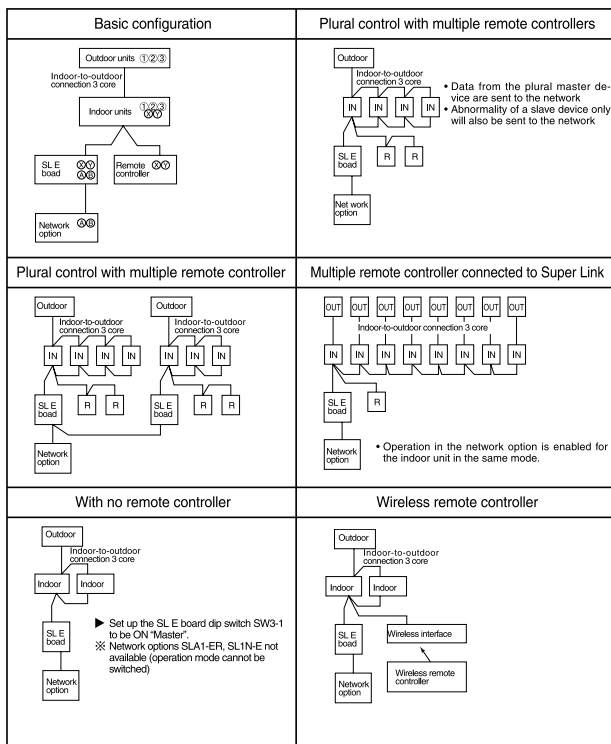 Basic configuration
Outdoor units ①②③
Indoor-to-outdoor
connection 3 core
Indoor units ①②③
ⓍⓎ
SL E
boad
ⓍⓎ
ⒶⒷ
Remote
controller
ⓍⓎ
Network
option
ⒶⒷ
Plural control with multiple remote controllers
Outdoor
Indoor-to-outdoor
connection 3 core
IN IN IN IN
SL E
boad
R R
Net work
option
• Data from the plural master de-
vice are sent to the network
• Abnormality of a slave device only
will also be sent to the network
Plural control with multiple remote controller
Outdoor Outdoor
Indoor-to-outdoor
connection 3 core
Indoor-to-outdoor
connection 3 core
IN IN IN IN IN IN IN IN
SL E
boad
R R
SL E
boad
R R
Network
option
Multiple remote controller connected to Super Link
OUT OUT OUT OUT OUT OUT OUT OUT
Indoor-to-outdoor connection 3 core
IN IN IN IN IN IN IN IN
SL E
boad
R
Network
option
• Operation in the network option is enabled for
the indoor unit in the same mode.
With no remote controller
Outdoor
Indoor-to-outdoor
connection 3 core
Indoor Indoor
SL E
boad
Network
option
▶ Set up the SL E board dip switch SW3-1
to be ON “Master”.
※ Network options SLA1-ER, SL1N-E not
available (operation mode cannot be
switched)
Wireless remote controller
Outdoor
Indoor-to-outdoor
connection 3 core
Indoor Indoor
SL E
boad
Wireless interface
Network
option
Wireless remote
controller